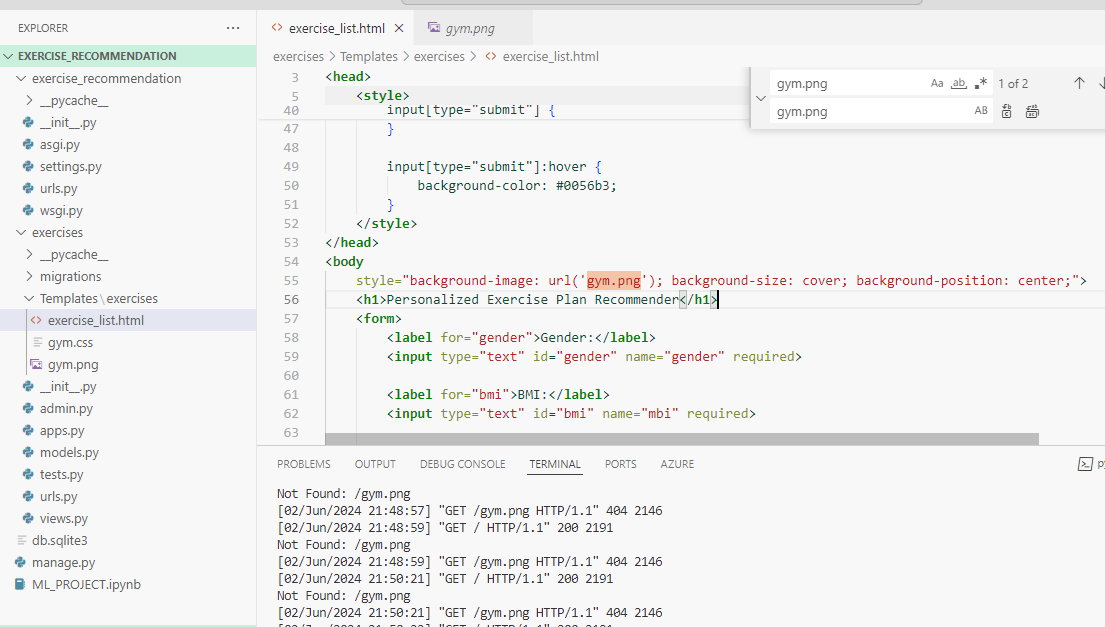 EXPLORER
...
EXERCISE_RECOMMENDATION
exercise_recommendation
__pycache__
__init__.py
asgi.py
settings.py
urls.py
wsgi.py
exercises
__pycache__
migrations
Templates\exercises
exercise_list.html
gym.css
gym.png
__init__.py
admin.py
apps.py
models.py
tests.py
urls.py
views.py
db.sqlite3
manage.py
ML_PROJECT.ipynb
<> exercise_list.html ×
gym.png
exercises > Templates > exercises > <> exercise_list.html
gym.png Aa ab .* 1 of 2 ↑ ↓
gym.png AB
3 <head>
5 <style>
40 input[type="submit"] {
47 }
48
49 input[type="submit"]:hover {
50 background-color: #0056b3;
51 }
52 </style>
53 </head>
54 <body
55 style="background-image: url('gym.png'); background-size: cover; background-position: center;">
56 <h1>Personalized Exercise Plan Recommender</h1>
57 <form>
58 <label for="gender">Gender:</label>
59 <input type="text" id="gender" name="gender" required>
60
61 <label for="bmi">BMI:</label>
62 <input type="text" id="bmi" name="mbi" required>
63
PROBLEMS OUTPUT DEBUG CONSOLE TERMINAL PORTS AZURE
Not Found: /gym.png
[02/Jun/2024 21:48:57] "GET /gym.png HTTP/1.1" 404 2146
[02/Jun/2024 21:48:59] "GET / HTTP/1.1" 200 2191
Not Found: /gym.png
[02/Jun/2024 21:48:59] "GET /gym.png HTTP/1.1" 404 2146
[02/Jun/2024 21:50:21] "GET / HTTP/1.1" 200 2191
Not Found: /gym.png
[02/Jun/2024 21:50:21] "GET /gym.png HTTP/1.1" 404 2146